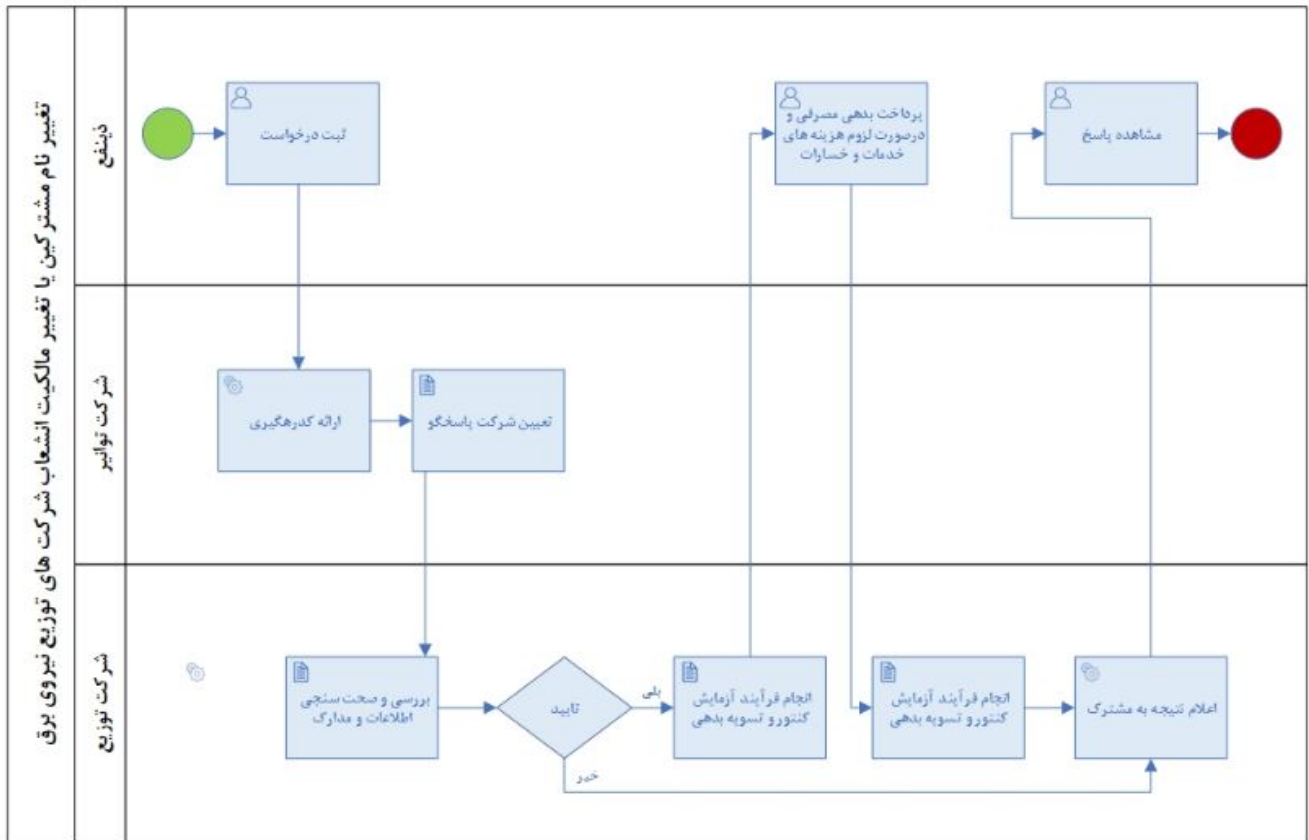 تغییر نام مشترکین یا تغییر مالکیت انشعاب شرکت های توزیع نیروی برق
ذینفع
ثبت درخواست
پرداخت بدهی مصرفی و
درصورت لزوم هزینه های
خدمات و خسارات
مشاهده پاسخ
شرکت توانیر
ارائه کدرهگیری
تعیین شرکت پاسخگو
شرکت توزیع
بررسی و صحت سنجی
اطلاعات و مدارک
تایید
بلی
خیر
انجام فرآیند آزمایش
کنتور و تسویه بدهی
انجام فرآیند آزمایش
کنتور و تسویه بدهی
اعلام نتیجه به مشترک